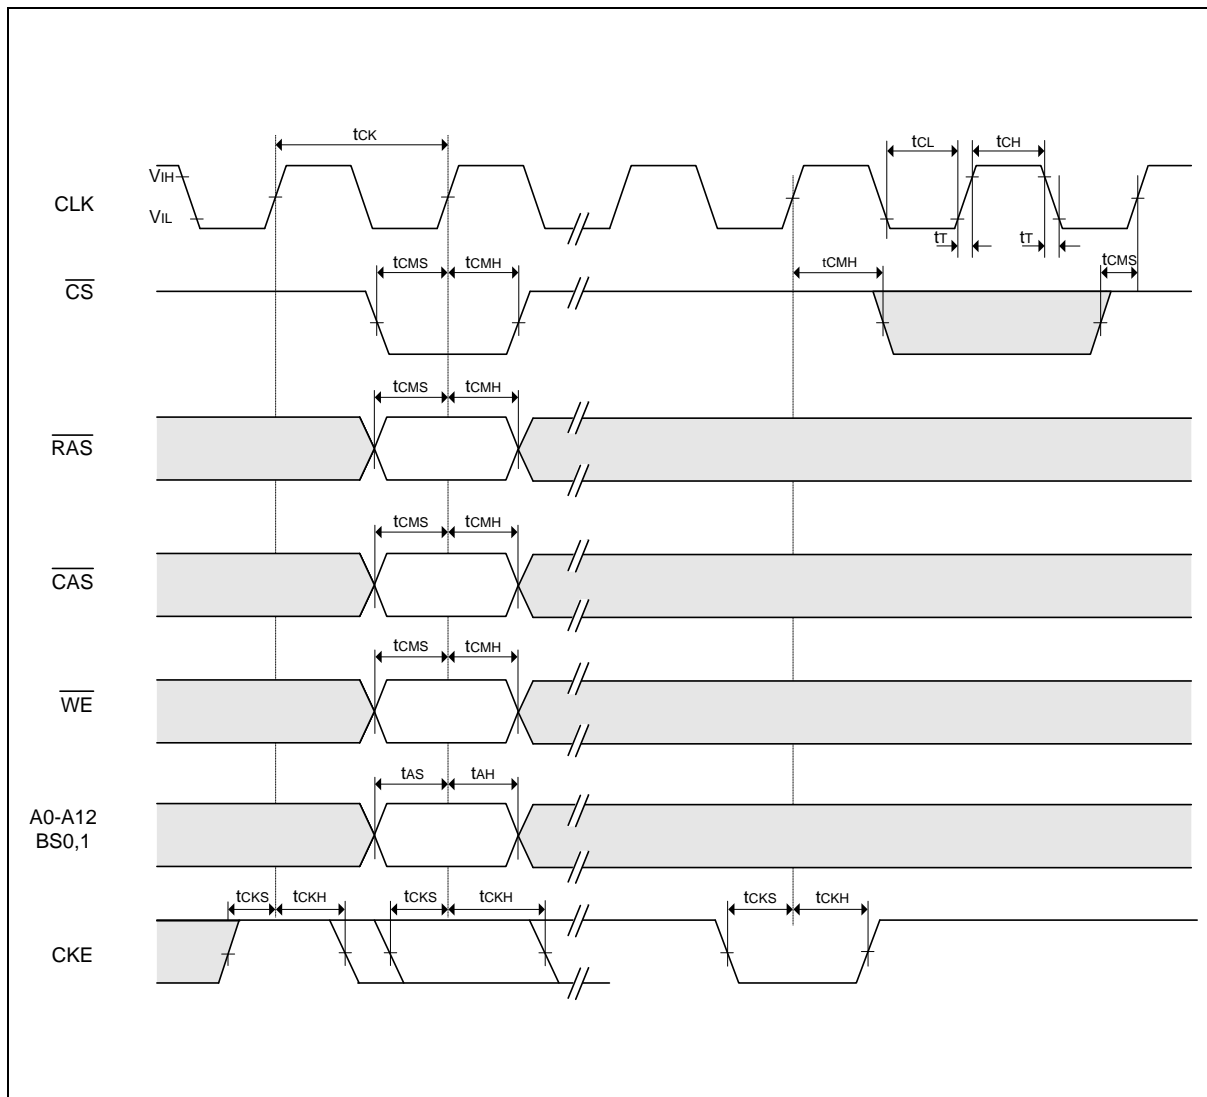 tCK
tCL tCH
VIH
CLK
VIL
tT tT
tCMS tCMH tCMH tCMS
CS
tCMS tCMH
RAS
tCMS tCMH
CAS
tCMS tCMH
WE
tAS tAH
A0-A12
BS0,1
tCKS tCKH tCKS tCKH tCKS tCKH
CKE